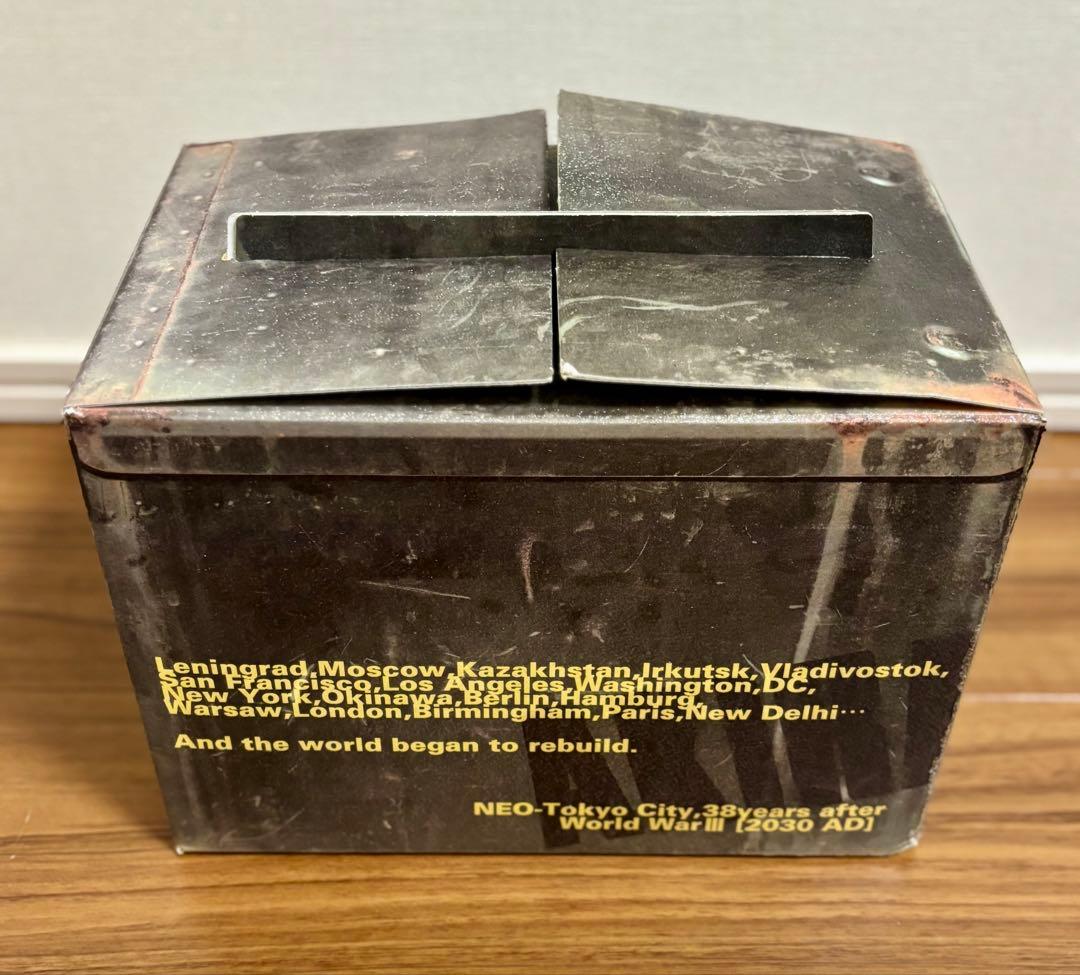 Leningrad,Moscow,Kazakhstan,Irkutsk,Vladivostok,
San Francisco,Los Angeles,Washington,DC,
New York,Okinawa,Berlin,Hamburg,
Warsaw,London,Birmingham,Paris,New Delhi…
And the world began to rebuild.
NEO-Tokyo City,38years after
World WarⅢ [2030 AD]